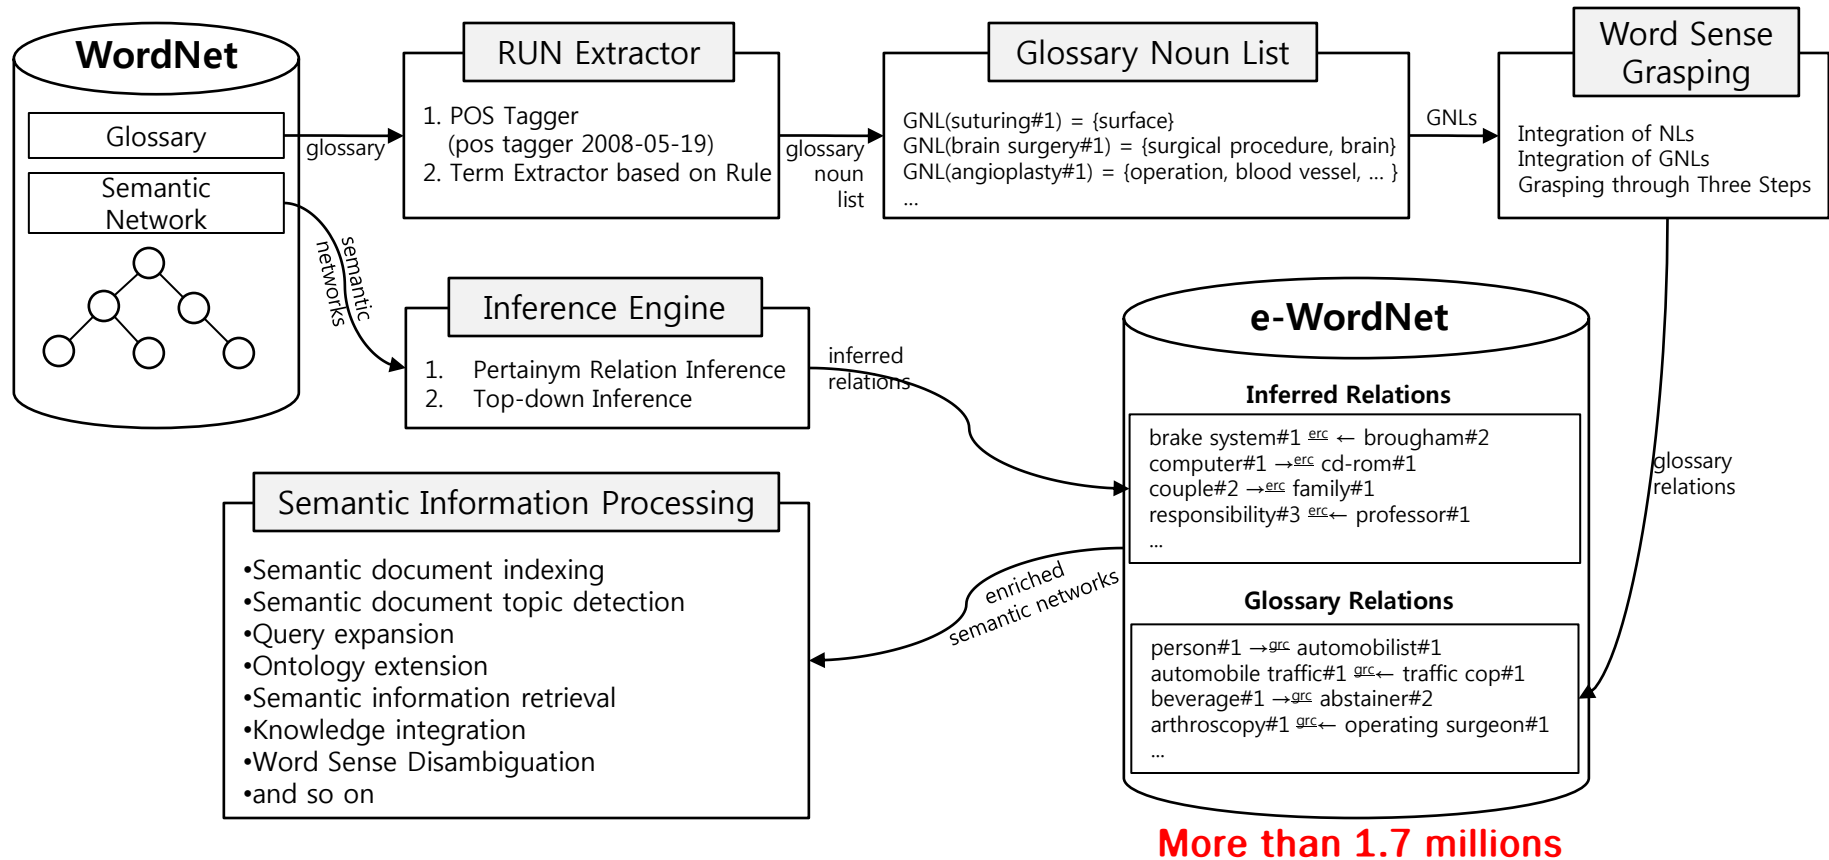 WordNet
Glossary
Semantic
Network
glossary
semantic
networks
RUN Extractor
1. POS Tagger
(pos tagger 2008-05-19)
2. Term Extractor based on Rule
glossary
noun
list
Glossary Noun List
GNL(suturing#1) = {surface}
GNL(brain surgery#1) = {surgical procedure, brain}
GNL(angioplasty#1) = {operation, blood vessel, ... }
...
GNLs
Word Sense
Grasping
Integration of NLs
Integration of GNLs
Grasping through Three Steps
Inference Engine
1. Pertainym Relation Inference
2. Top-down Inference
inferred
relations
e-WordNet
Inferred Relations
brake system#1 erc ← brougham#2
computer#1 →erc cd-rom#1
couple#2 →erc family#1
responsibility#3 erc← professor#1
...
glossary
relations
Glossary Relations
person#1 →grc automobilist#1
automobile traffic#1 grc← traffic cop#1
beverage#1 →grc abstainer#2
arthroscopy#1 grc← operating surgeon#1
...
More than 1.7 millions
enriched
semantic networks
Semantic Information Processing
•Semantic document indexing
•Semantic document topic detection
•Query expansion
•Ontology extension
•Semantic information retrieval
•Knowledge integration
•Word Sense Disambiguation
•and so on